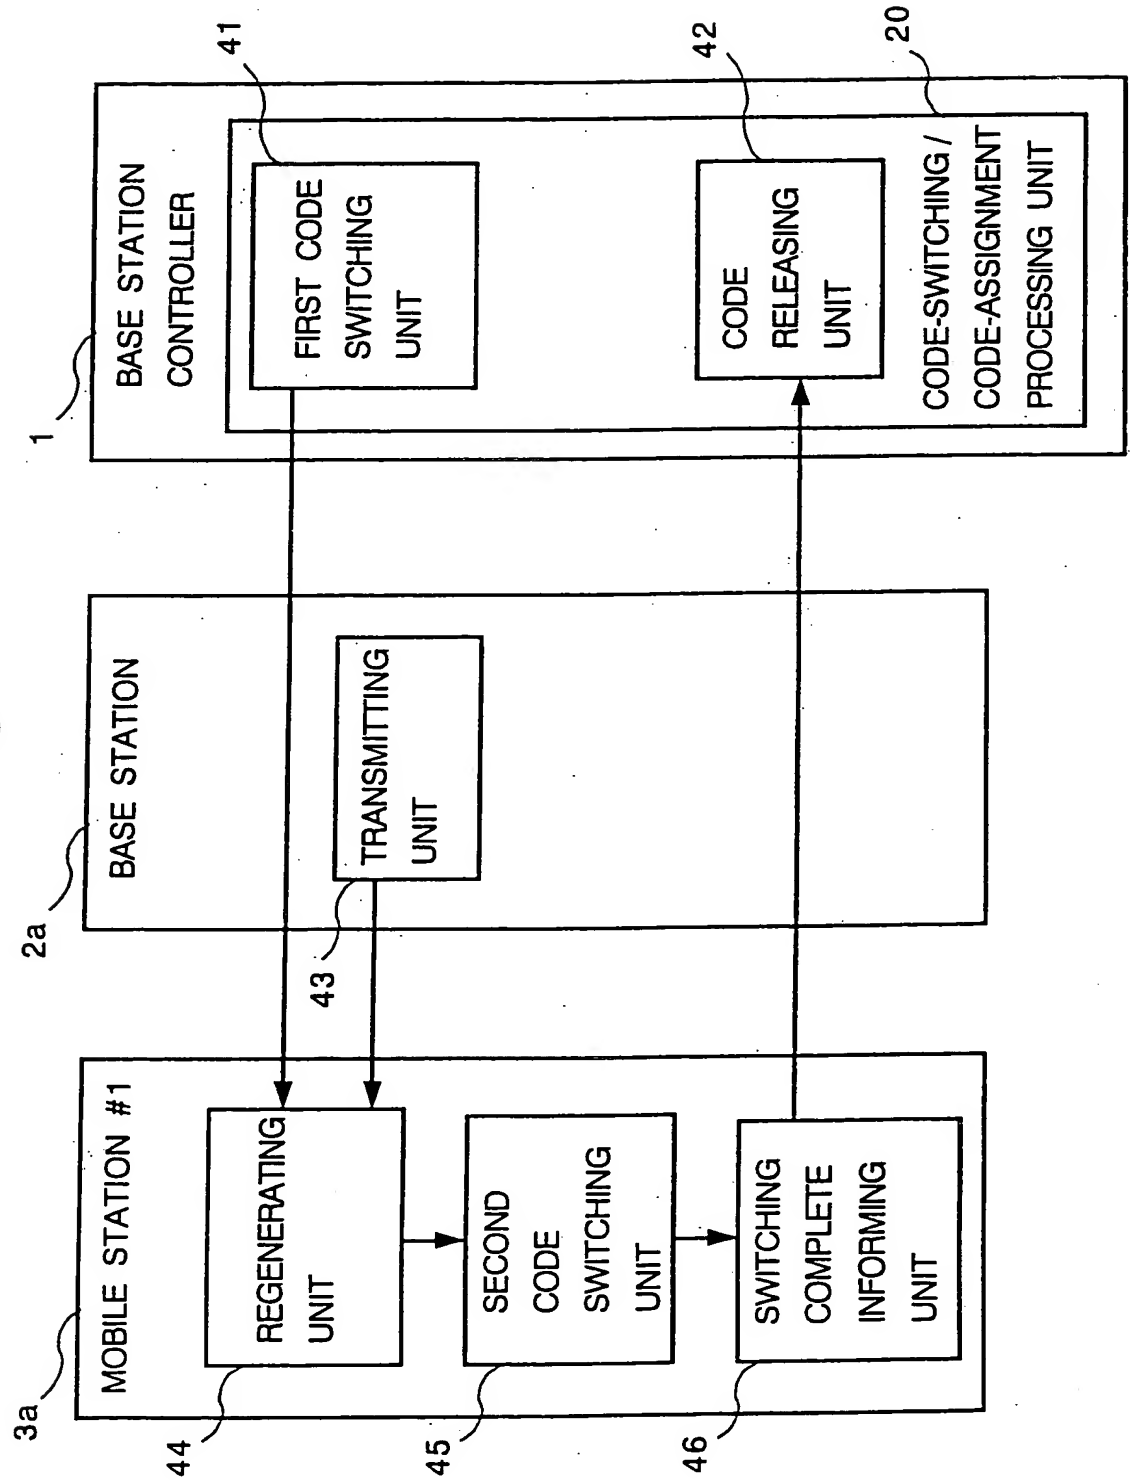 3a
MOBILE STATION #1
44
REGENERATING
UNIT
45
SECOND
CODE
SWITCHING
UNIT
46
SWITCHING
COMPLETE
INFORMING
UNIT
2a
BASE STATION
43
TRANSMITTING
UNIT
1
BASE STATION
CONTROLLER
41
FIRST CODE
SWITCHING
UNIT
42
CODE
RELEASING
UNIT
20
CODE-SWITCHING /
CODE-ASSIGNMENT
PROCESSING UNIT